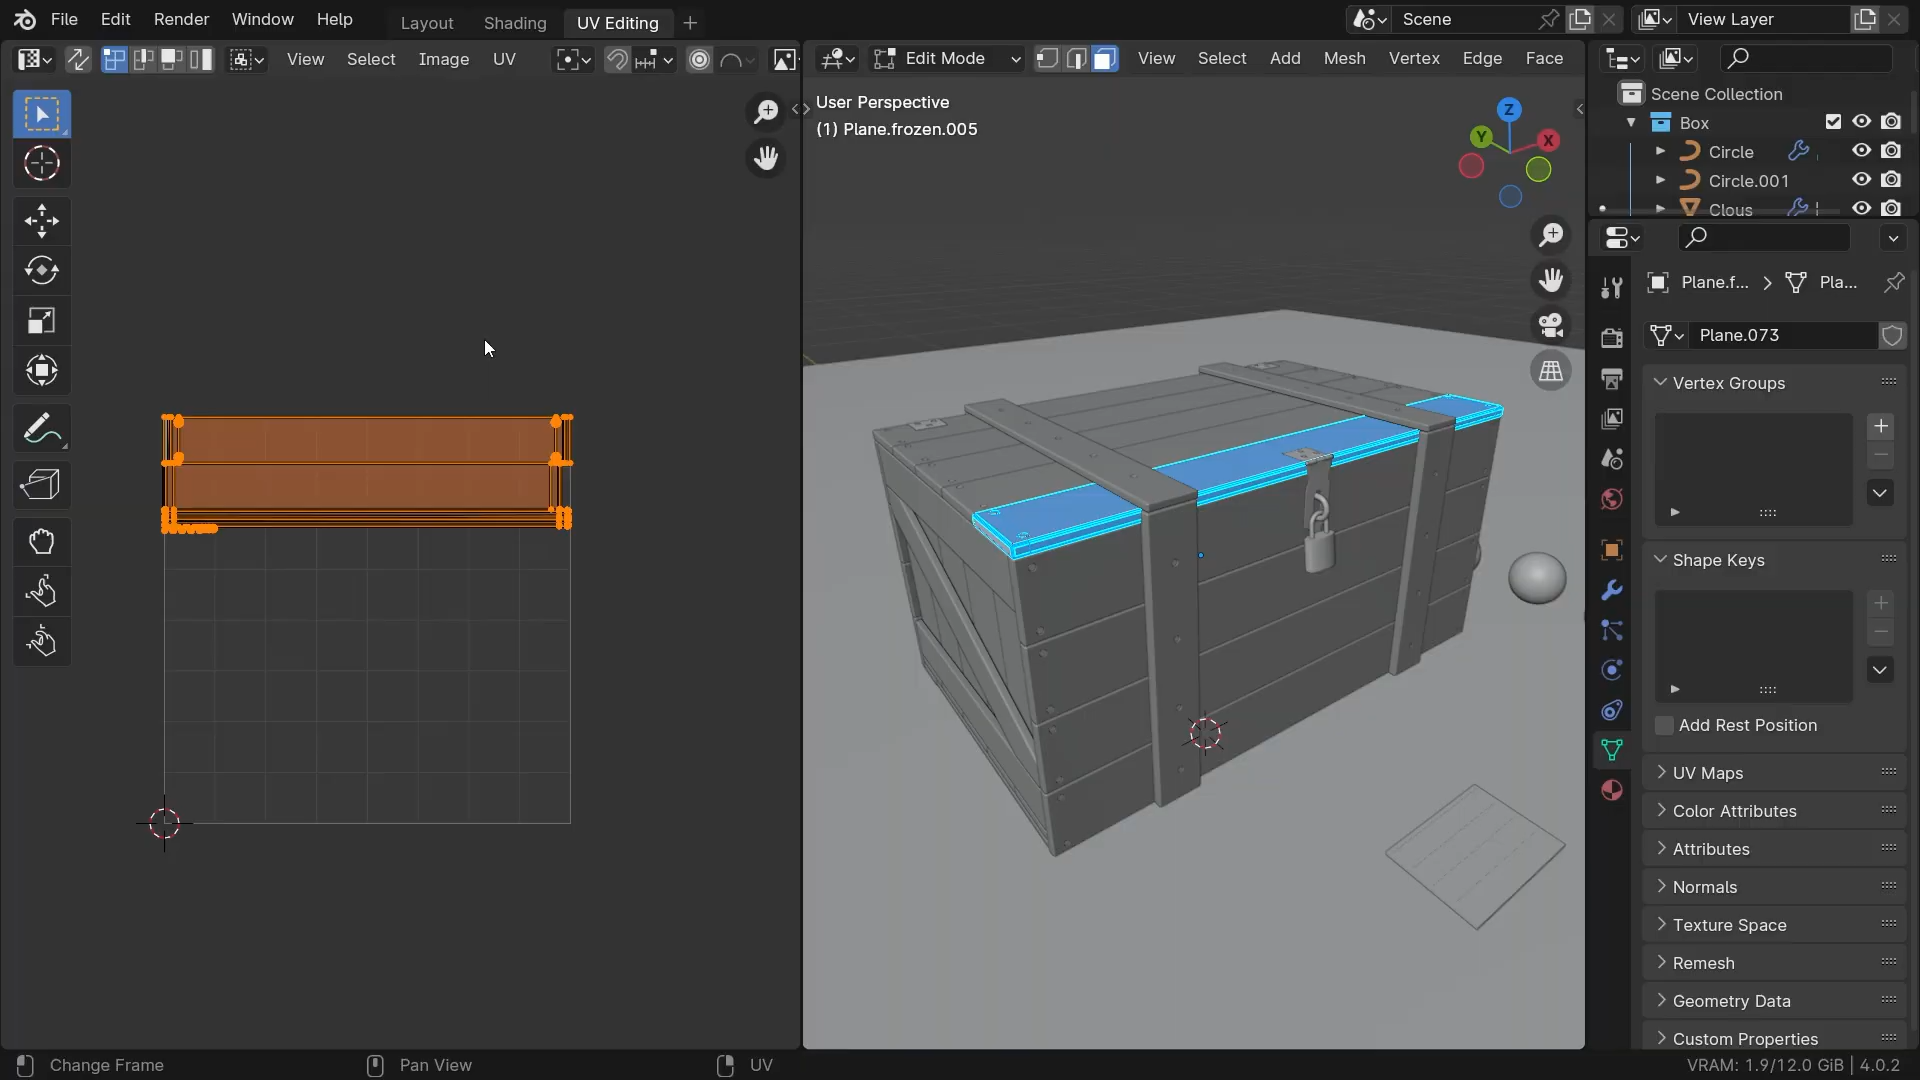 File Edit Render Window Help Layout Shading UV Editing + Scene View Layer
View Select Image UV
Edit Mode View Select Add Mesh Vertex Edge Face
User Perspective
(1) Plane.frozen.005
Z
Y
X
Scene Collection
Box
Circle
Circle.001
Clous
Plane.f... > Pla...
Plane.073
Vertex Groups
Shape Keys
Add Rest Position
UV Maps
Color Attributes
Attributes
Normals
Texture Space
Remesh
Geometry Data
Custom Properties
Change Frame Pan View UV VRAM: 1.9/12.0 GiB | 4.0.2